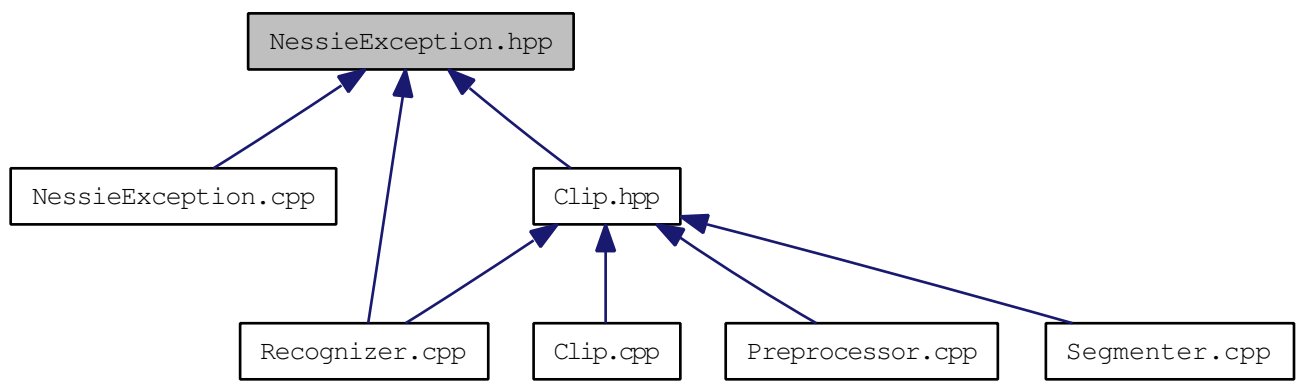 NessieException.hpp
NessieException.cpp
Clip.hpp
Recognizer.cpp
Clip.cpp
Preprocessor.cpp
Segmenter.cpp